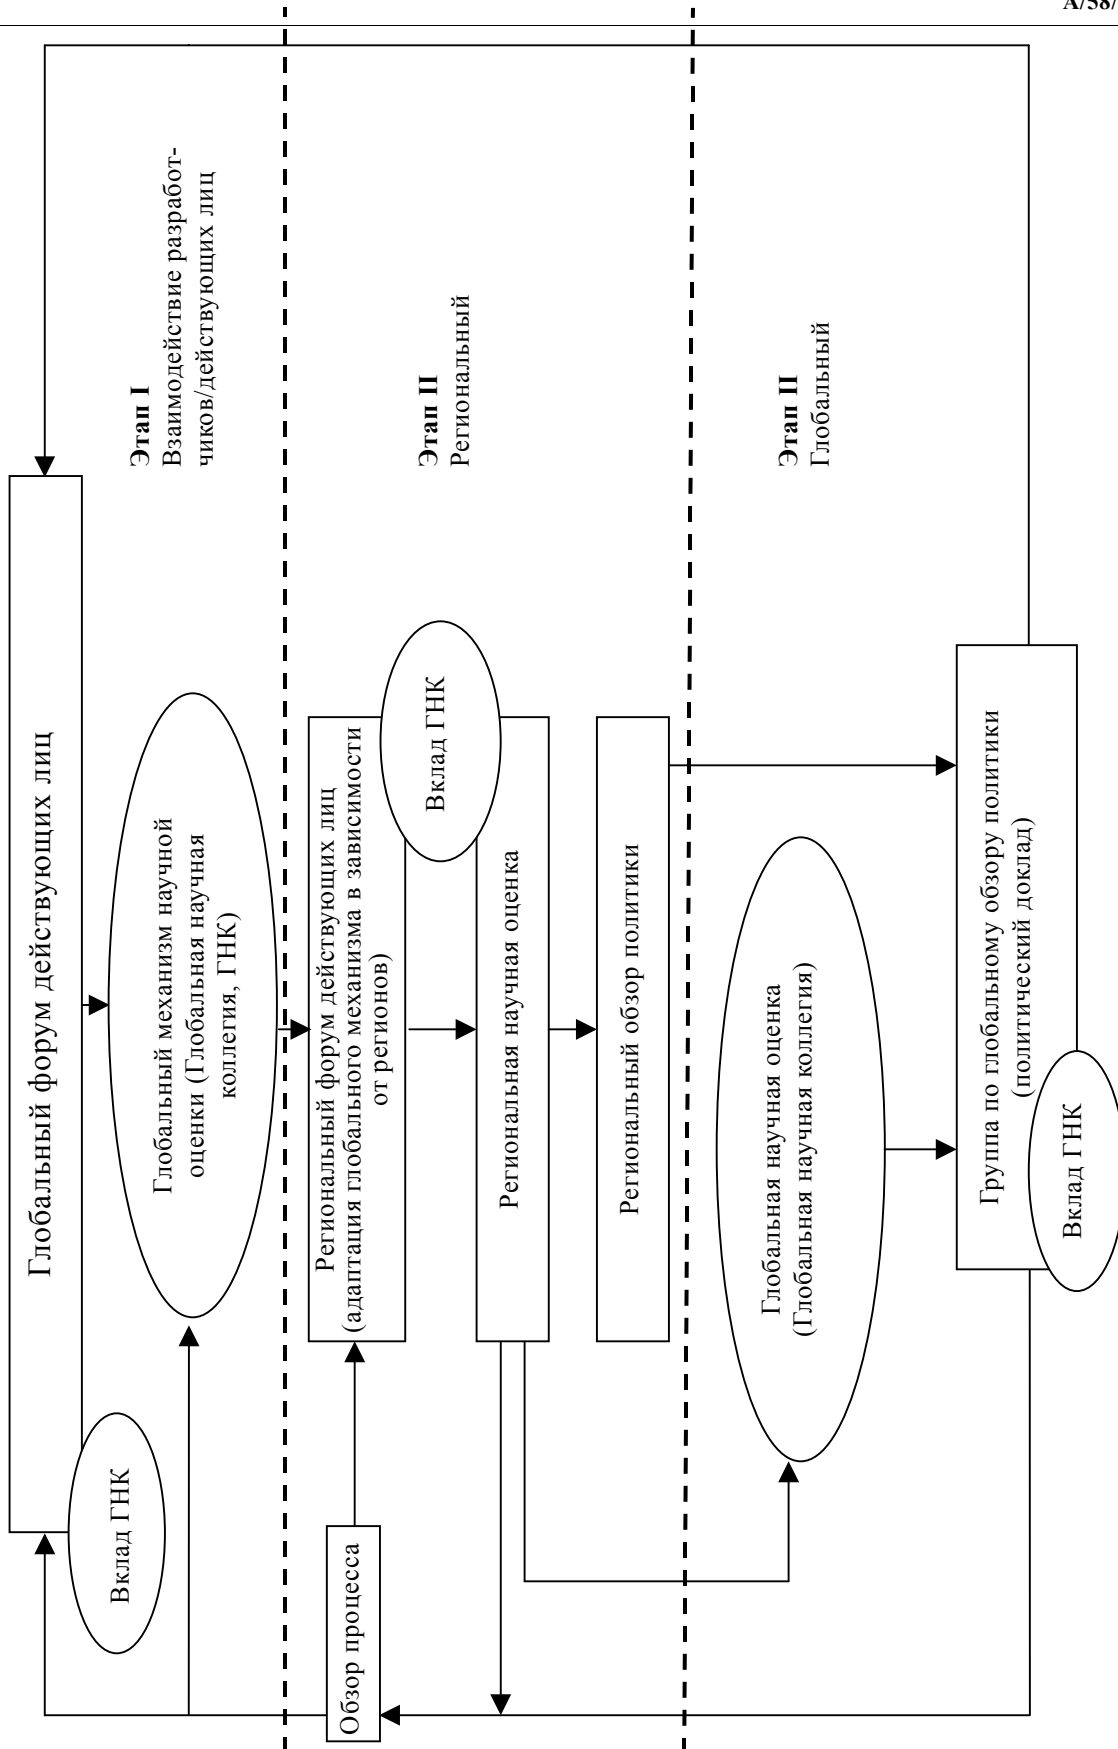 A/58/
Глобальный форум действующих лиц
Вклад ГНК
Глобальный механизм научной
оценки (Глобальная научная
коллегия, ГНК)
Этап I
Взаимодействие разработ-
чиков/действующих лиц
Обзор процесса
Региональный форум действующих лиц
(адаптация глобального механизма в зависимости
от регионов)
Вклад ГНК
Региональная научная оценка
Региональный обзор политики
Этап II
Региональный
Глобальная научная оценка
(Глобальная научная коллегия)
Этап II
Глобальный
Группа по глобальному обзору политики
(политический доклад)
Вклад ГНК